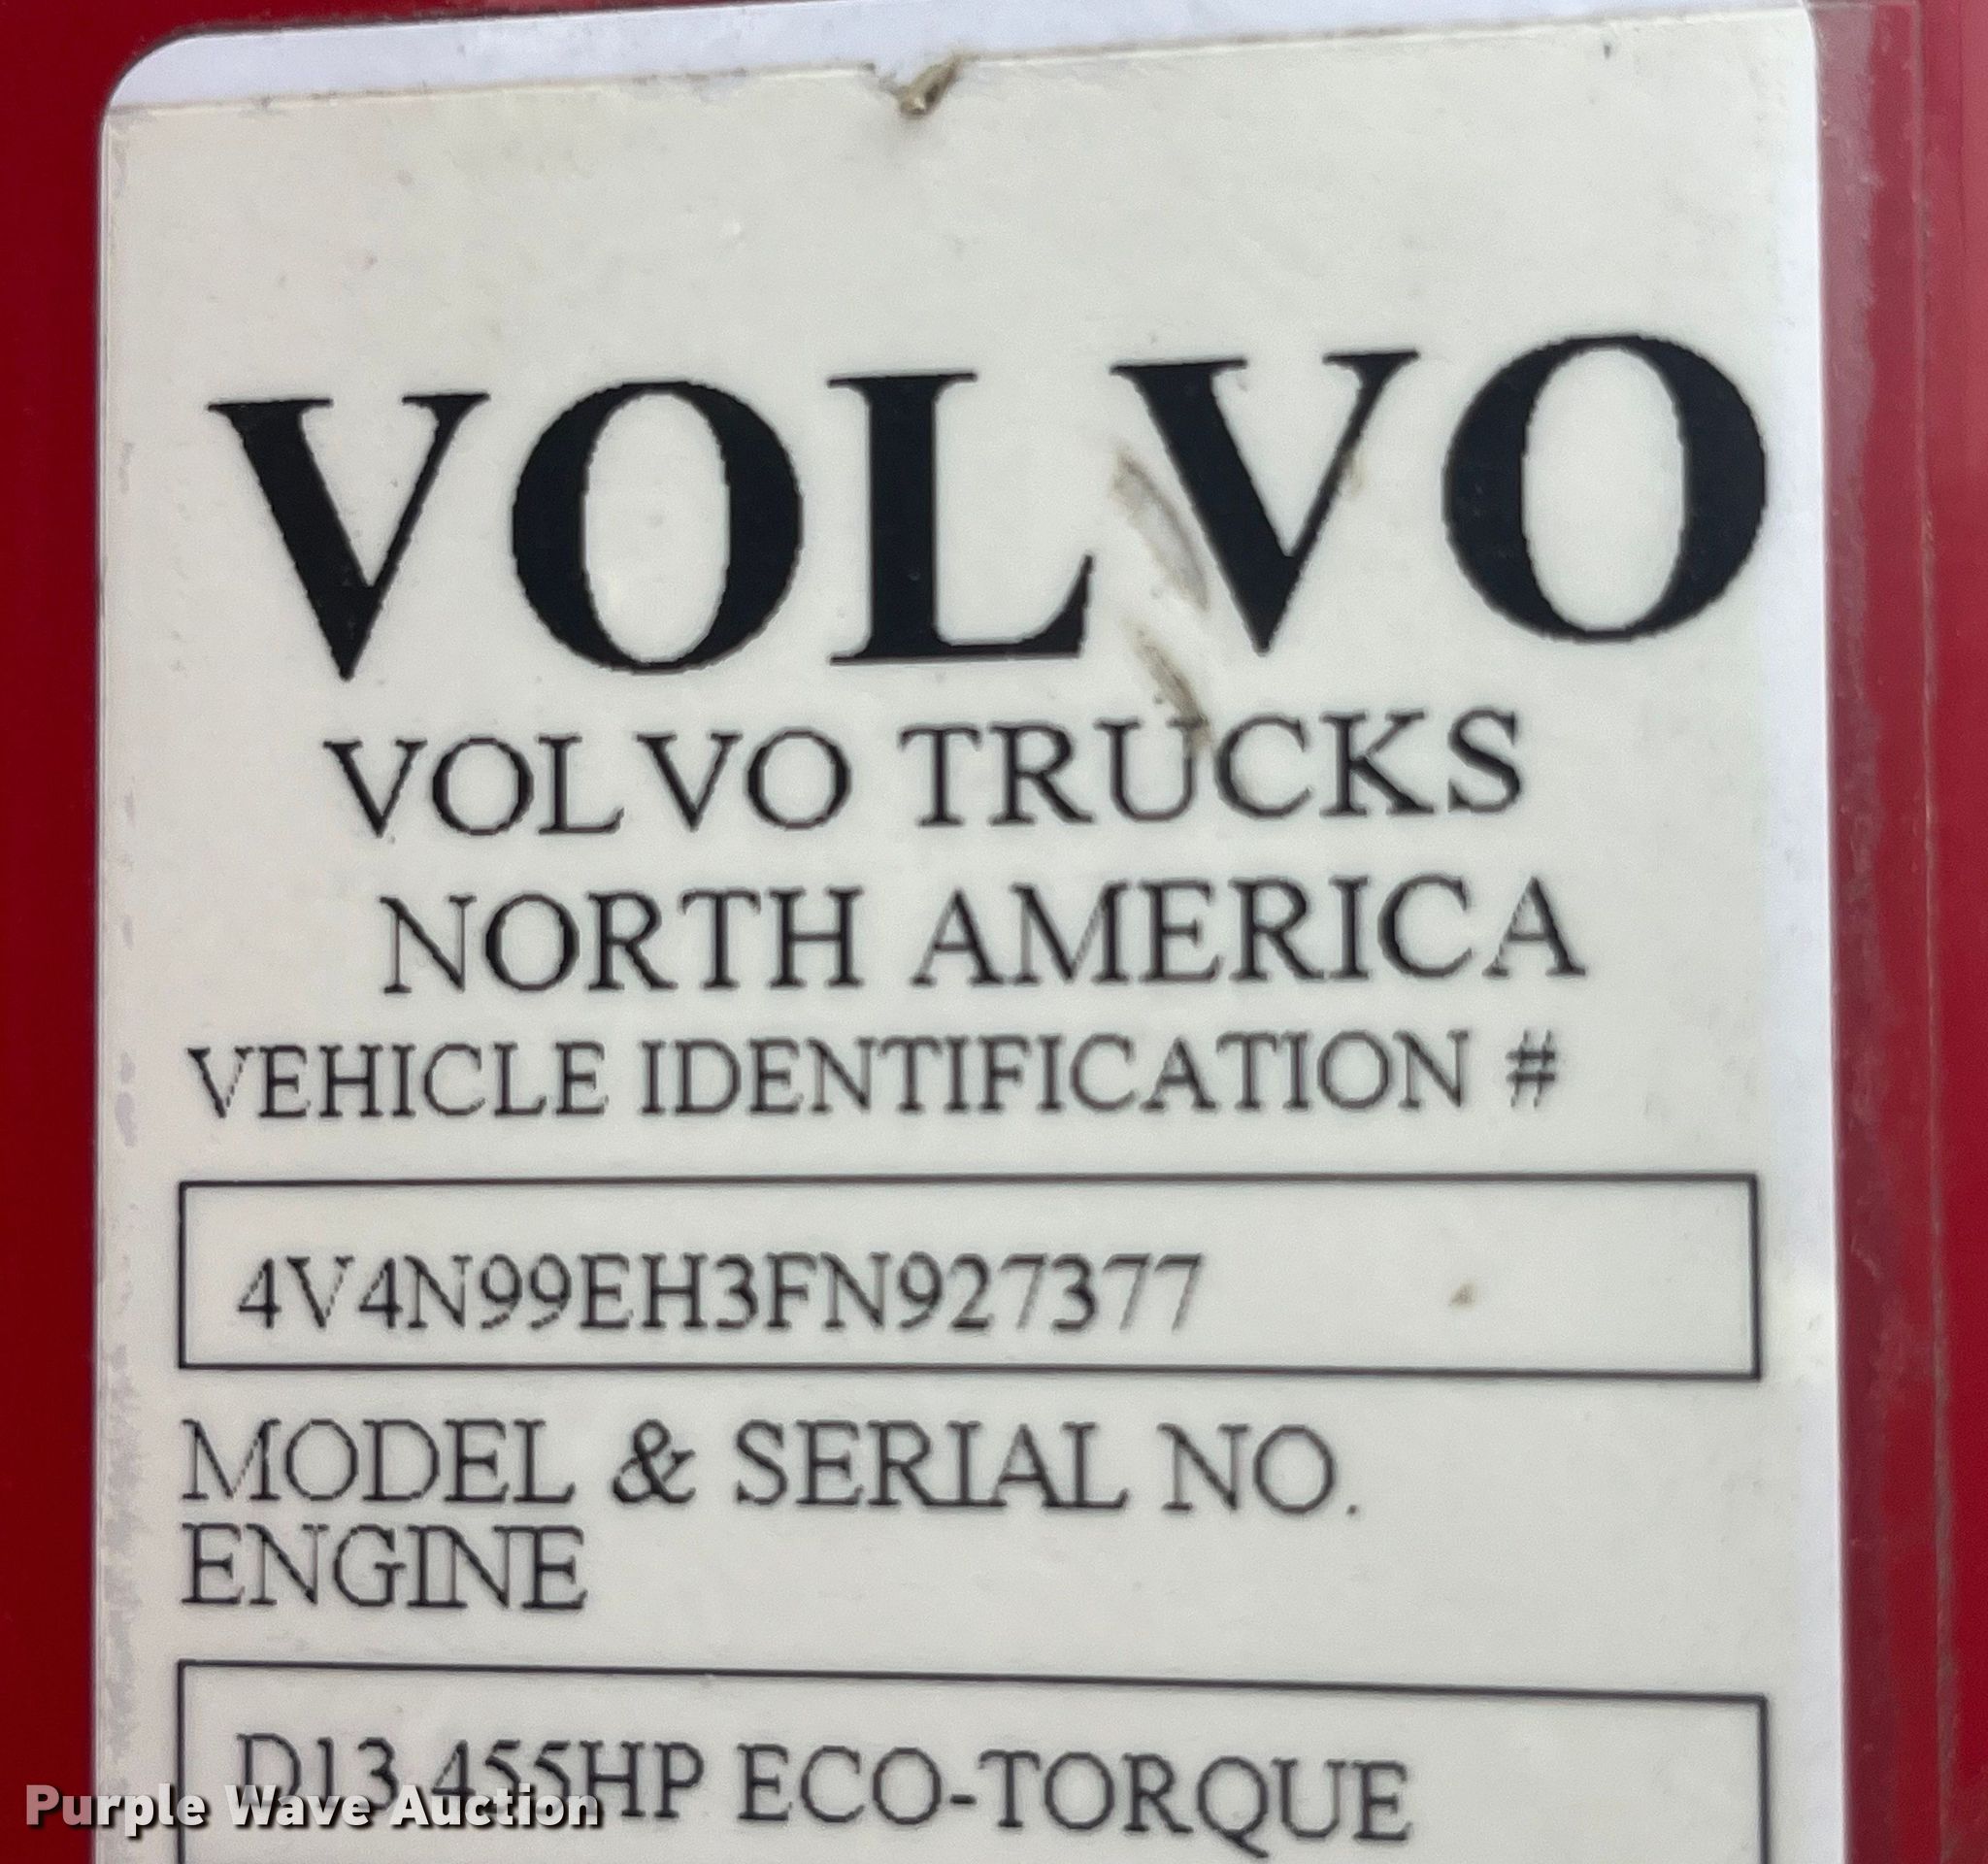 VOLVO
VOLVO TRUCKS
NORTH AMERICA
VEHICLE IDENTIFICATION #
4V4N99EH3FN927377
MODEL & SERIAL NO.
ENGINE
D13,455HP ECO-TORQUE
Purple Wave Auction